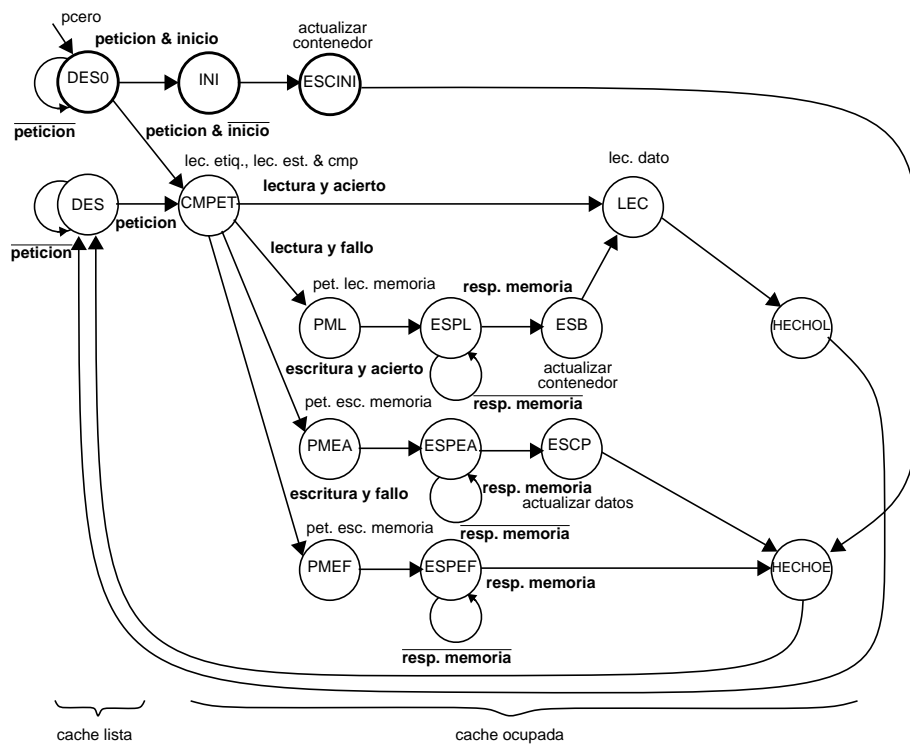 pcero
actualizar
contenedor
peticion & inicio
DES0
INI
ESCINI
peticion
peticion & inicio
lec. etiq., lec. est. & cmp
lec. dato
lectura y acierto
DES
CMPET
LEC
peticion
peticion
lectura y fallo
pet. lec. memoria
resp. memoria
PML
ESPL
ESB
HECHOL
escritura y acierto
actualizar
contenedor
resp. memoria
pet. esc. memoria
PMEA
ESPEA
ESCP
resp. memoria
escritura y fallo
actualizar datos
pet. esc. memoria
resp. memoria
PMEF
ESPEF
HECHOE
resp. memoria
resp. memoria
cache lista
cache ocupada